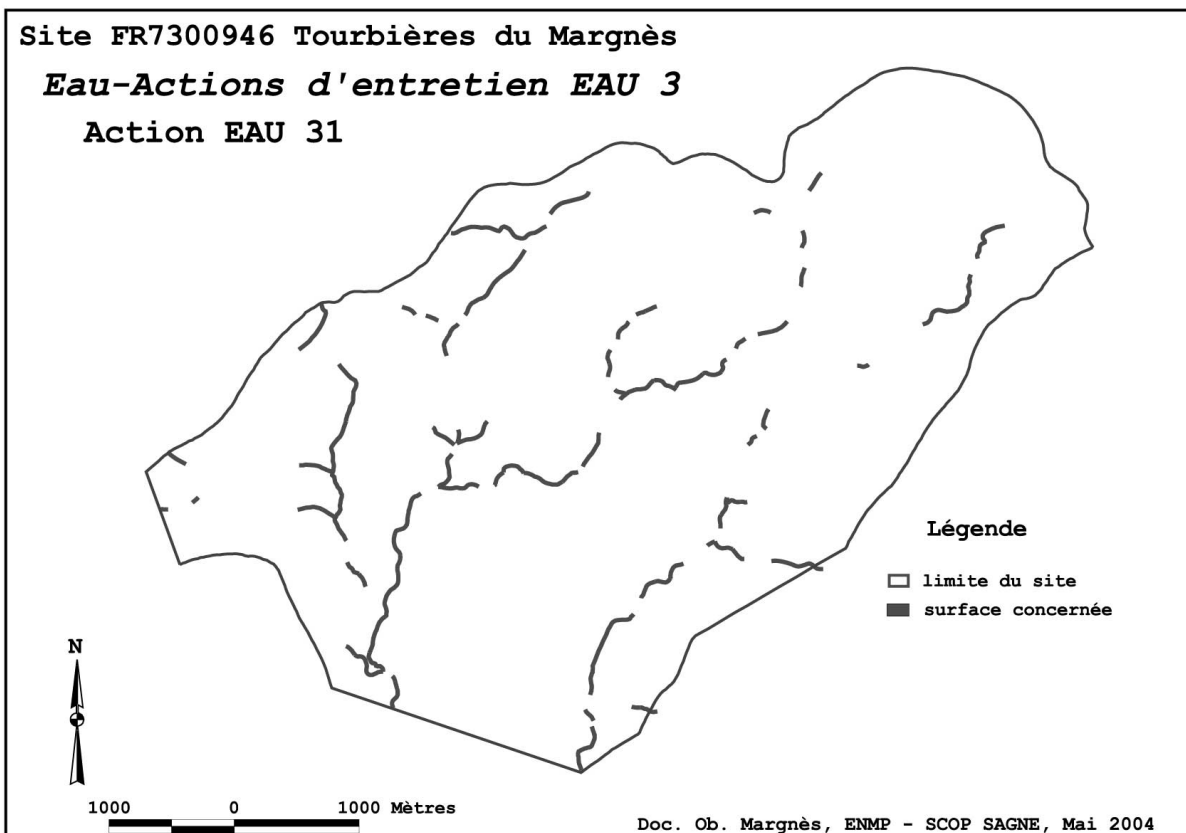 Site FR7300946 Tourbières du Margnès
Eau-Actions d'entretien EAU 3
Action EAU 31
Légende
limite du site
surface concernée
N
1000 0 1000 Mètres
Doc. Ob. Margnès, ENMP - SCOP SAGNE, Mai 2004